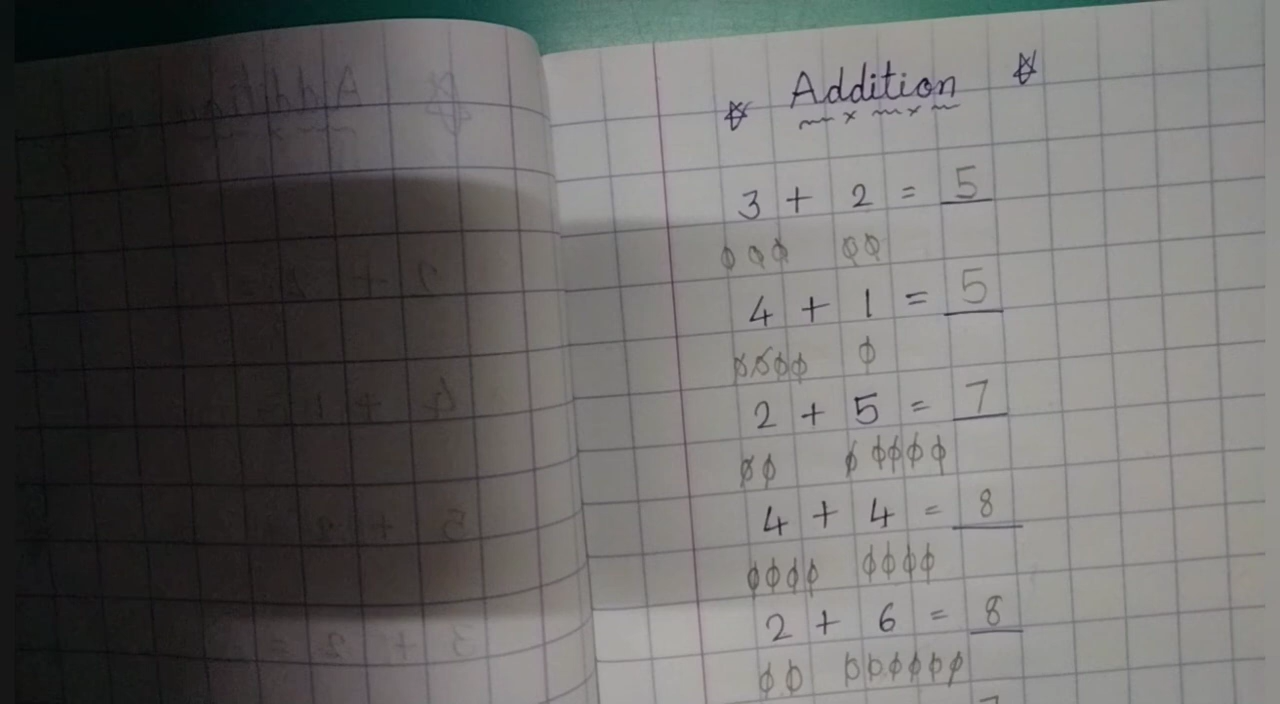 Addition
3 + 2 = 5
4 + 1 = 5
2 + 5 = 7
4 + 4 = 8
2 + 6 = 8